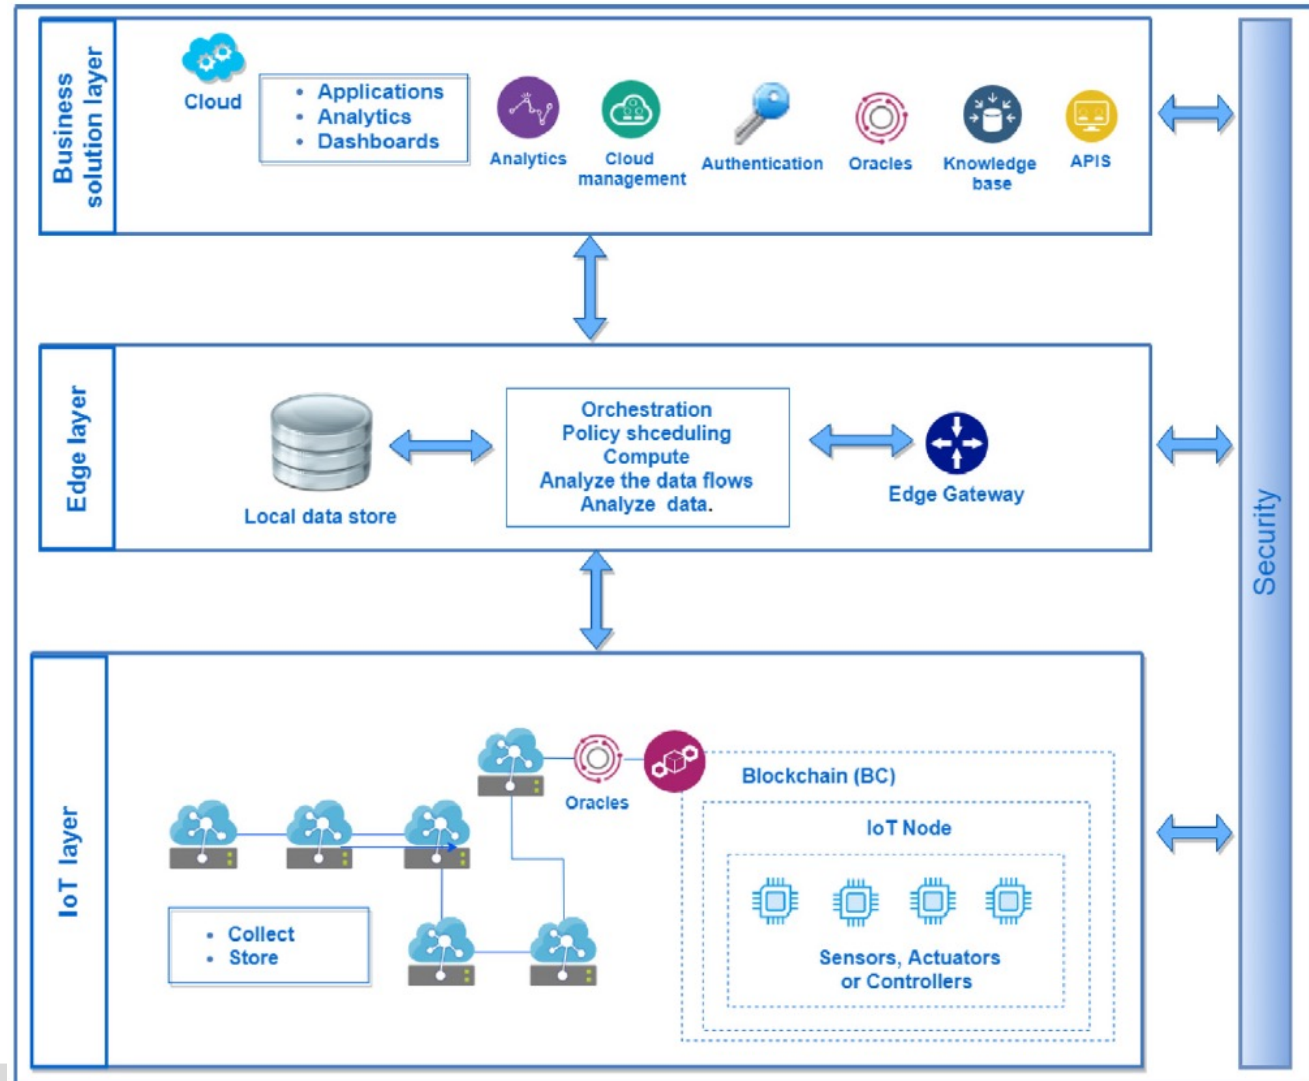 Business
solution layer
Cloud
• Applications
• Analytics
• Dashboards
Analytics
Cloud
management
Authentication
Oracles
Knowledge
base
APIS
Edge layer
Local data store
Orchestration
Policy shceduling
Compute
Analyze the data flows
Analyze data.
Edge Gateway
Security
IoT layer
• Collect
• Store
Oracles
Blockchain (BC)
IoT Node
Sensors, Actuators
or Controllers